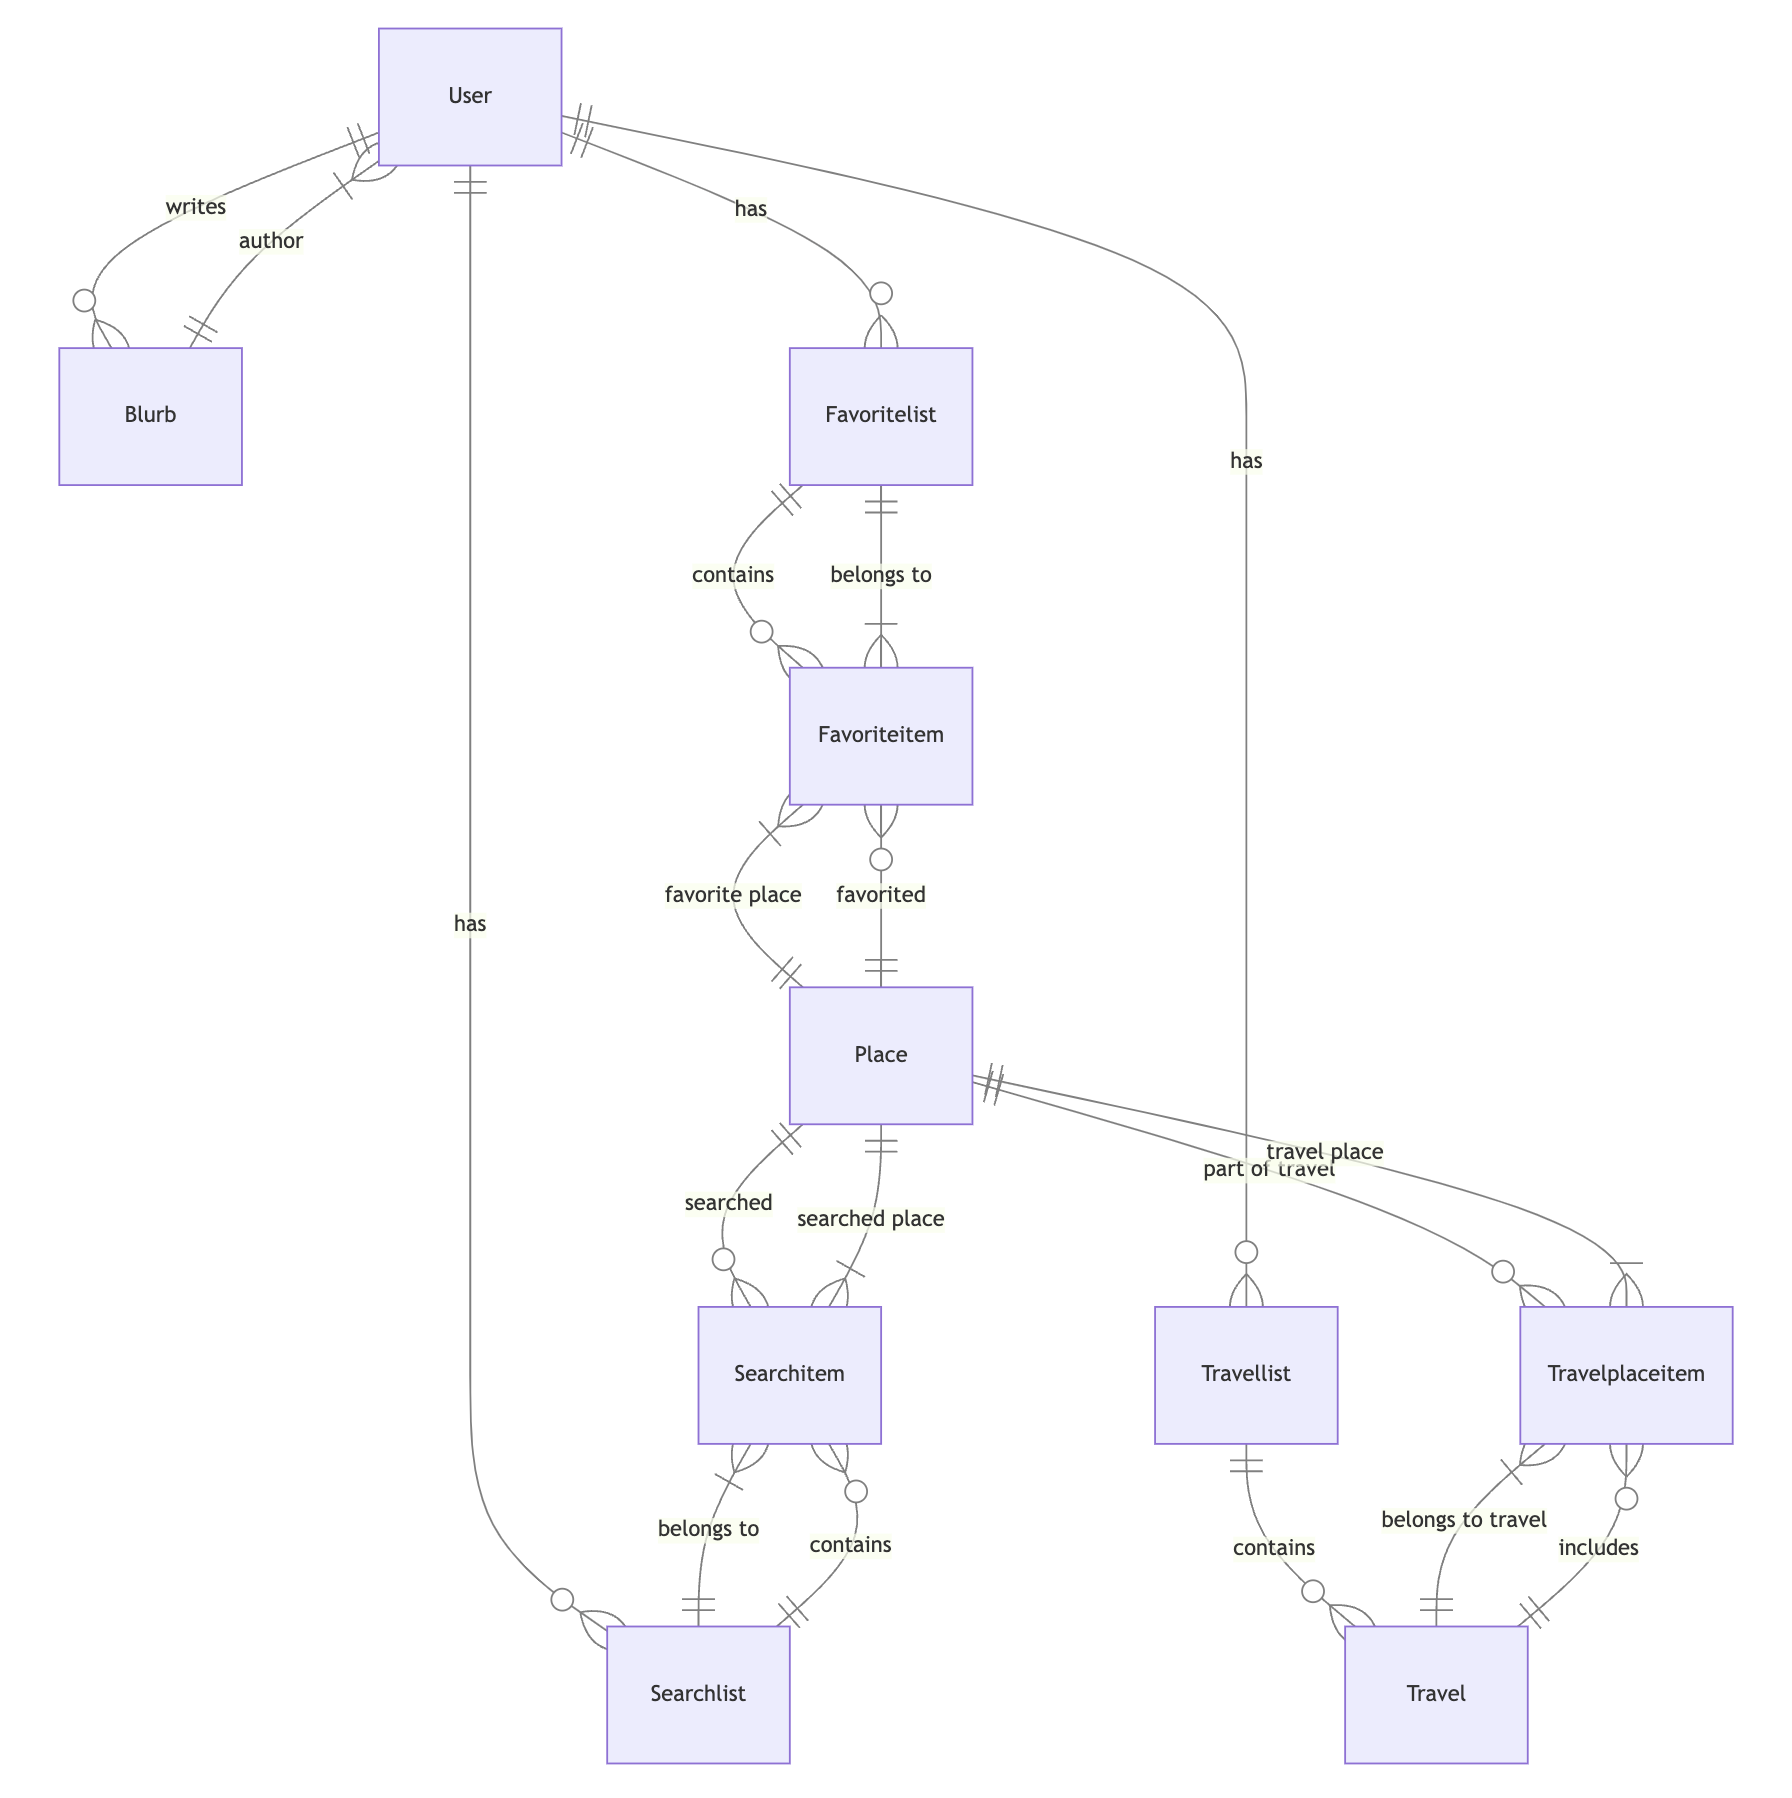 User
writes
author
has
Blurb
Favoritelist
has
contains
belongs to
Favoriteitem
favorite place
favorited
has
Place
travel place
part of travel
searched
searched place
Searchitem
Travellist
Travelplaceitem
belongs to
contains
contains
belongs to travel
includes
Searchlist
Travel